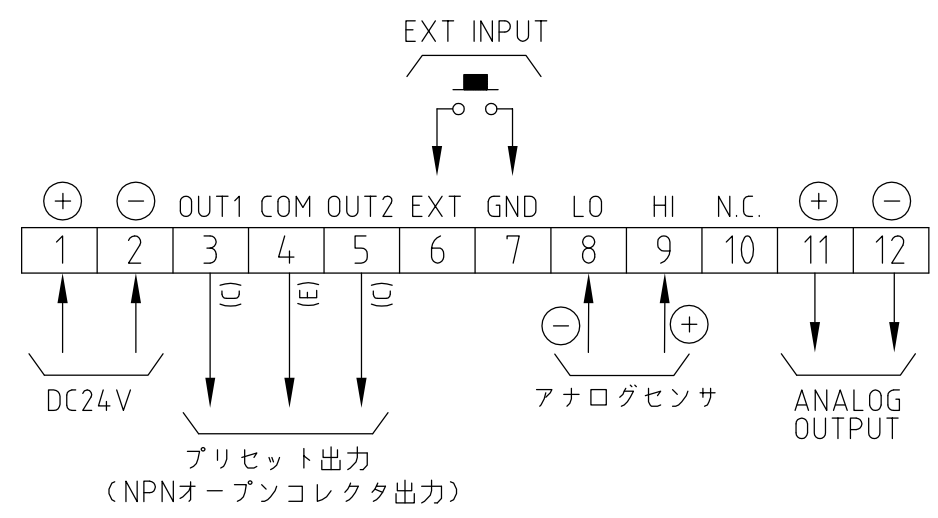 EXT INPUT
+ − OUT1 COM OUT2 EXT GND LO HI N.C. + −
1 2 3 4 5 6 7 8 9 10 11 12
(C) (E) (C)
− +
DC24V
アナログセンサ
ANALOG
OUTPUT
プリセット出力
(NPNオープンコレクタ出力)